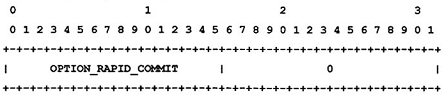 0                   1                   2                   3
0 1 2 3 4 5 6 7 8 9 0 1 2 3 4 5 6 7 8 9 0 1 2 3 4 5 6 7 8 9 0 1
+-+-+-+-+-+-+-+-+-+-+-+-+-+-+-+-+-+-+-+-+-+-+-+-+-+-+-+-+-+-+-+-+
|      OPTION_RAPID_COMMIT      |               0               |
+-+-+-+-+-+-+-+-+-+-+-+-+-+-+-+-+-+-+-+-+-+-+-+-+-+-+-+-+-+-+-+-+